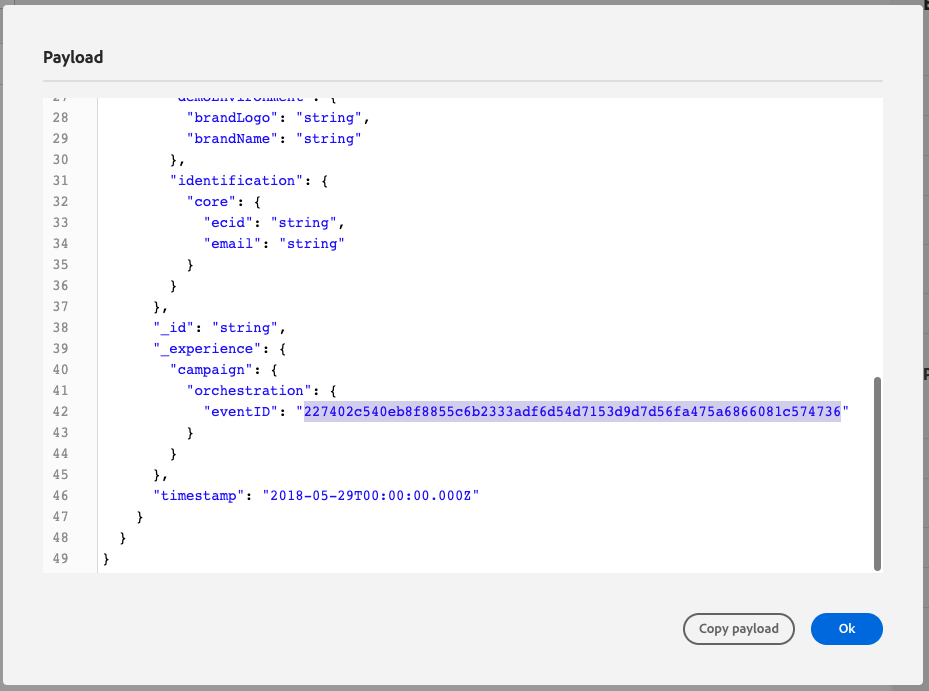 Payload
27 "demoEnvironment": {
28 "brandLogo": "string",
29 "brandName": "string"
30 },
31 "identification": {
32 "core": {
33 "ecid": "string",
34 "email": "string"
35 }
36 }
37 },
38 "_id": "string",
39 "_experience": {
40 "campaign": {
41 "orchestration": {
42 "eventID": "227402c540eb8f8855c6b2333adf6d54d7153d9d7d56fa475a6866081c574736"
43 }
44 }
45 },
46 "timestamp": "2018-05-29T00:00:00.000Z"
47 }
48 }
49 }
Copy payload
Ok